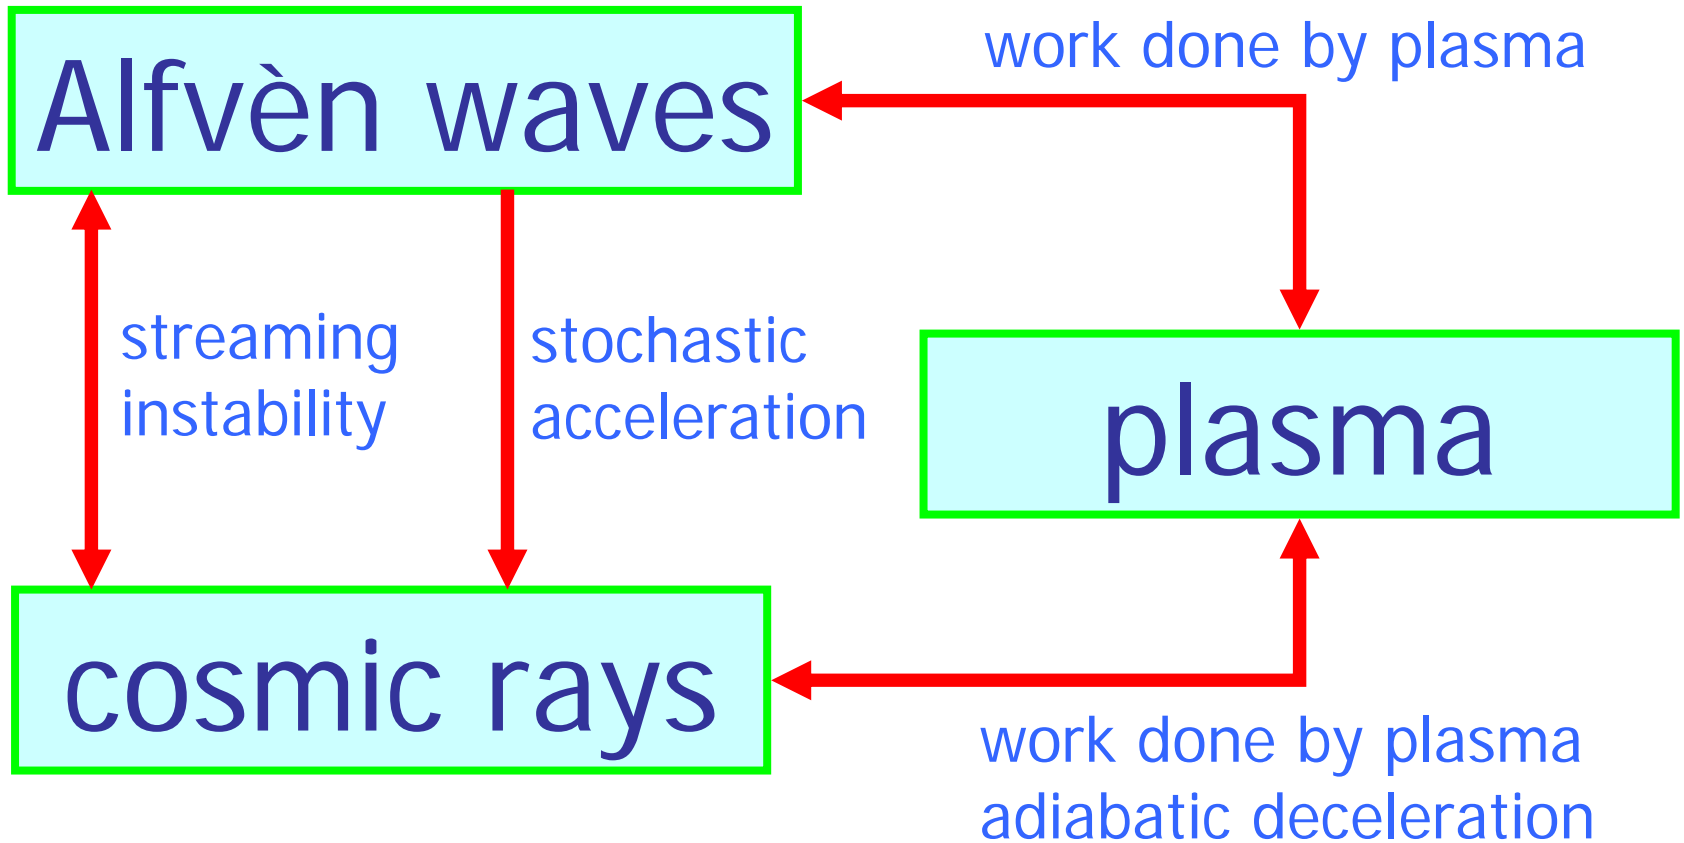 Alfvèn waves
work done by plasma
streaming
instability
stochastic
acceleration
plasma
cosmic rays
work done by plasma
adiabatic deceleration